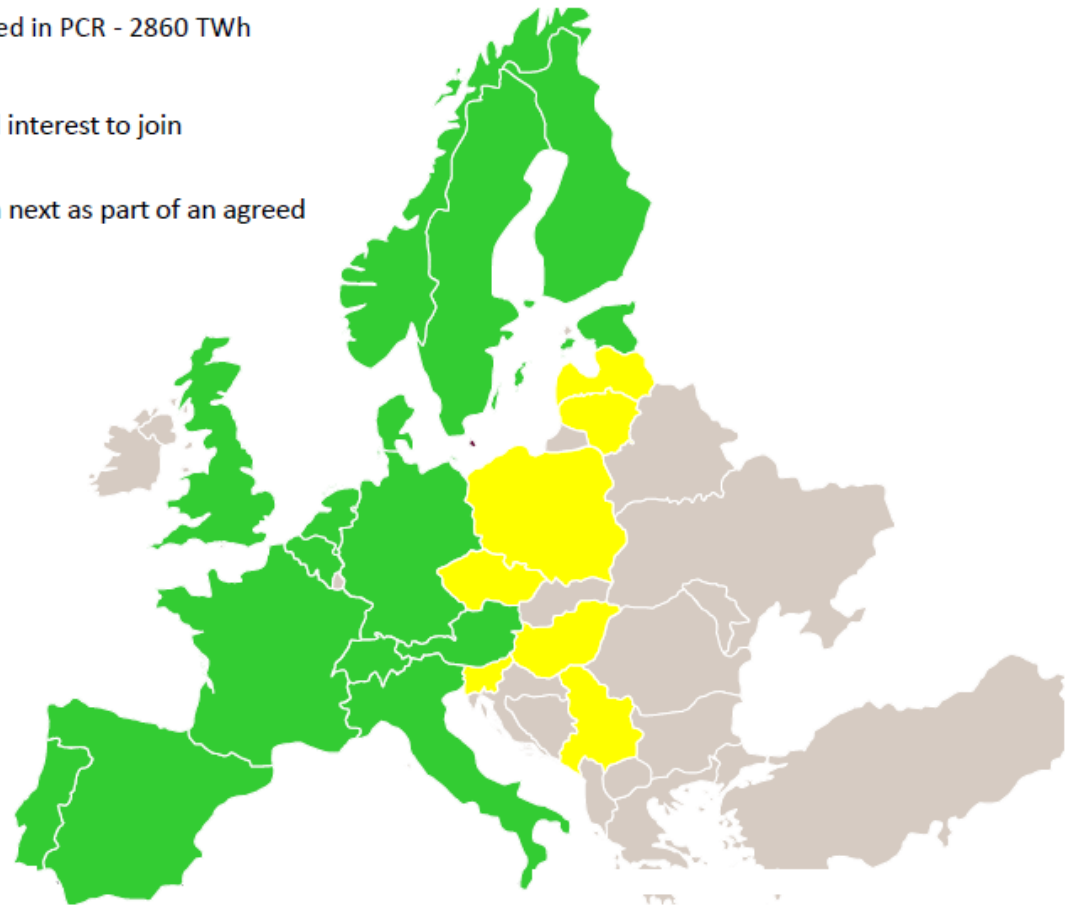 ed in PCR - 2860 TWh
interest to join
next as part of an agreed